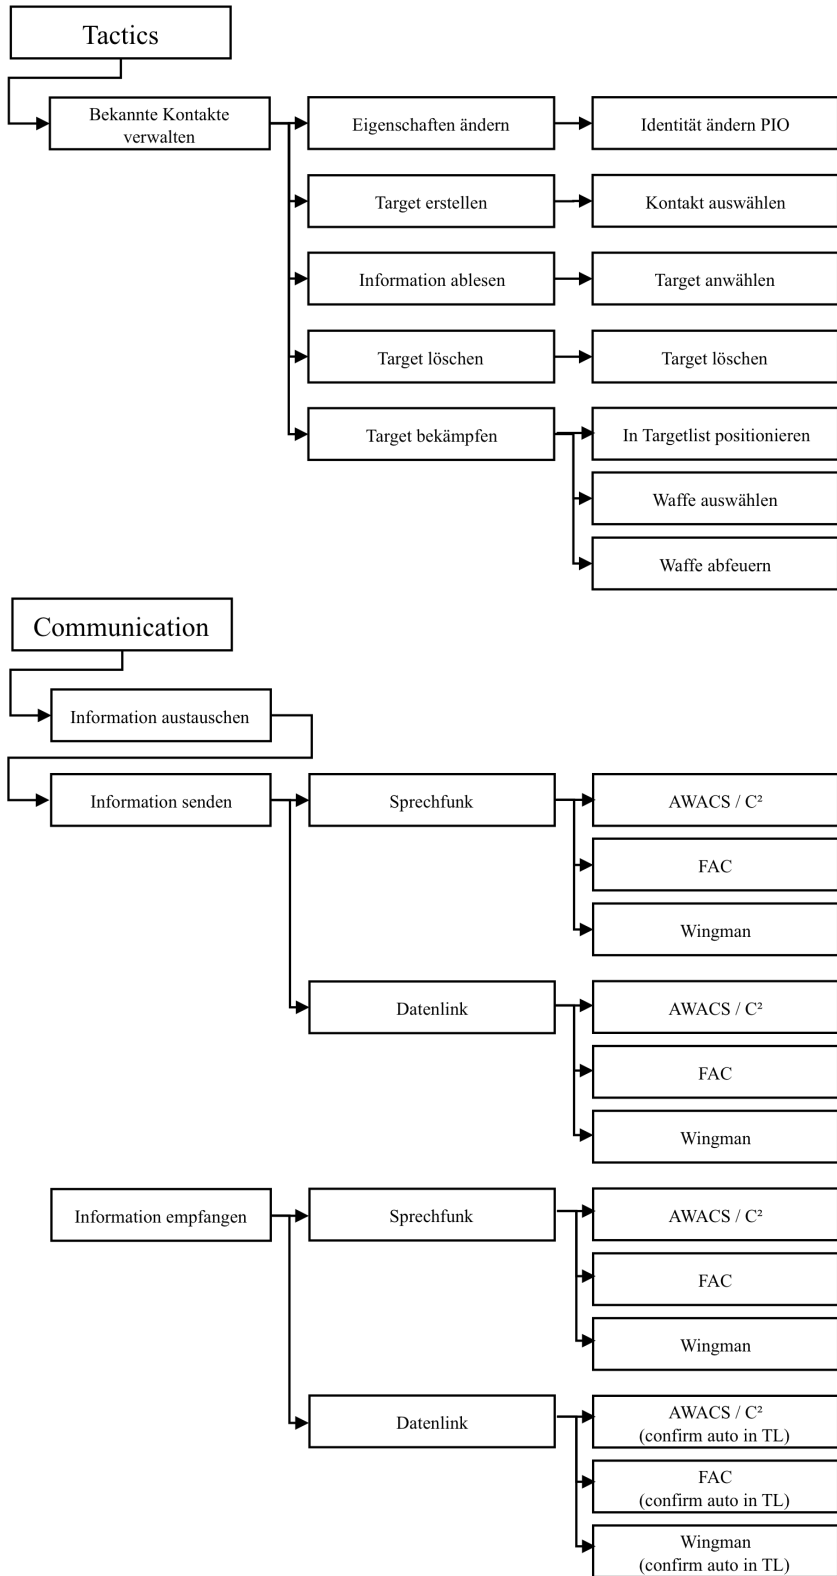 Tactics
Bekannte Kontakte
verwalten
Eigenschaften ändern
Identität ändern PIO
Target erstellen
Kontakt auswählen
Information ablesen
Target anwählen
Target löschen
Target löschen
Target bekämpfen
In Targetlist positionieren
Waffe auswählen
Waffe abfeuern
Communication
Information austauschen
Information senden
Sprechfunk
AWACS / C²
FAC
Wingman
Datenlink
AWACS / C²
FAC
Wingman
Information empfangen
Sprechfunk
AWACS / C²
FAC
Wingman
Datenlink
AWACS / C²
(confirm auto in TL)
FAC
(confirm auto in TL)
Wingman
(confirm auto in TL)